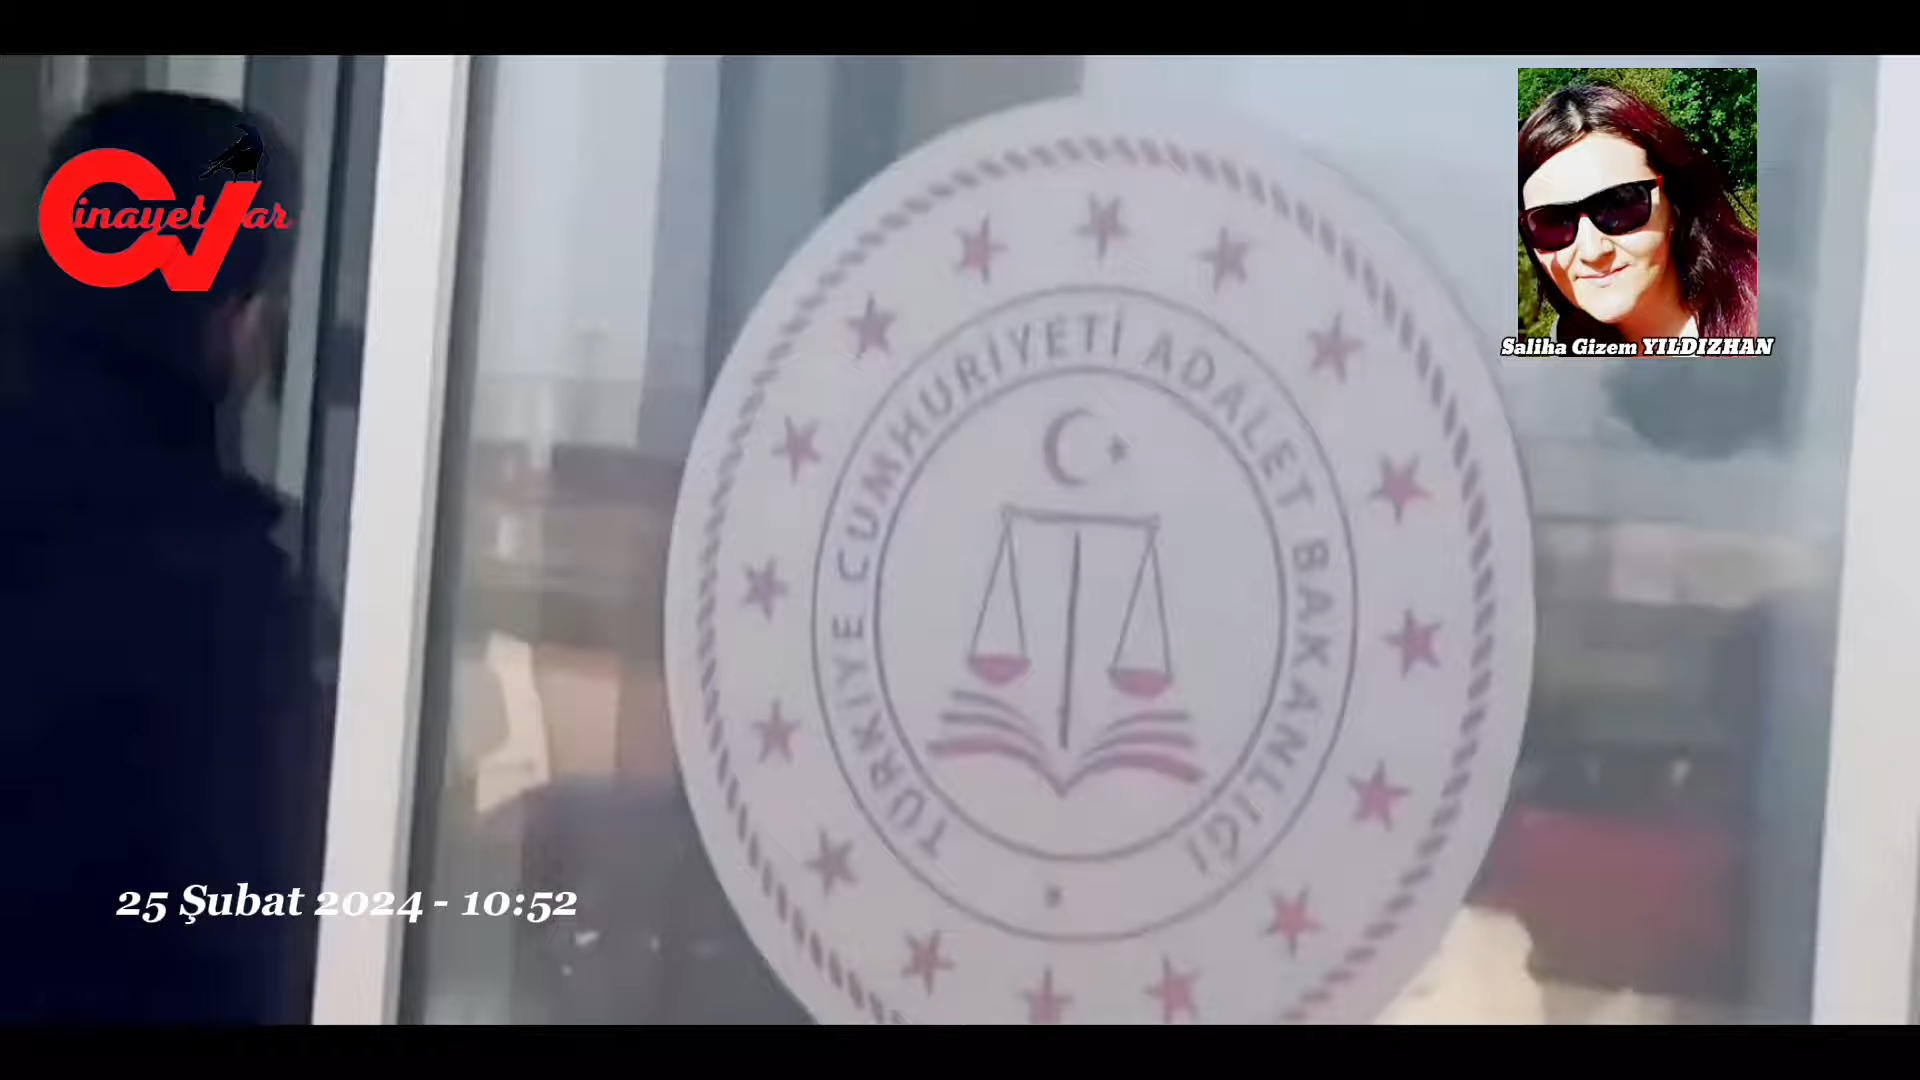 Cinayet Var
Saliha Gizem YILDIZHAN
TÜRKİYE CUMHURİYETİ ADALET BAKANLIĞI
25 Şubat 2024 - 10:52